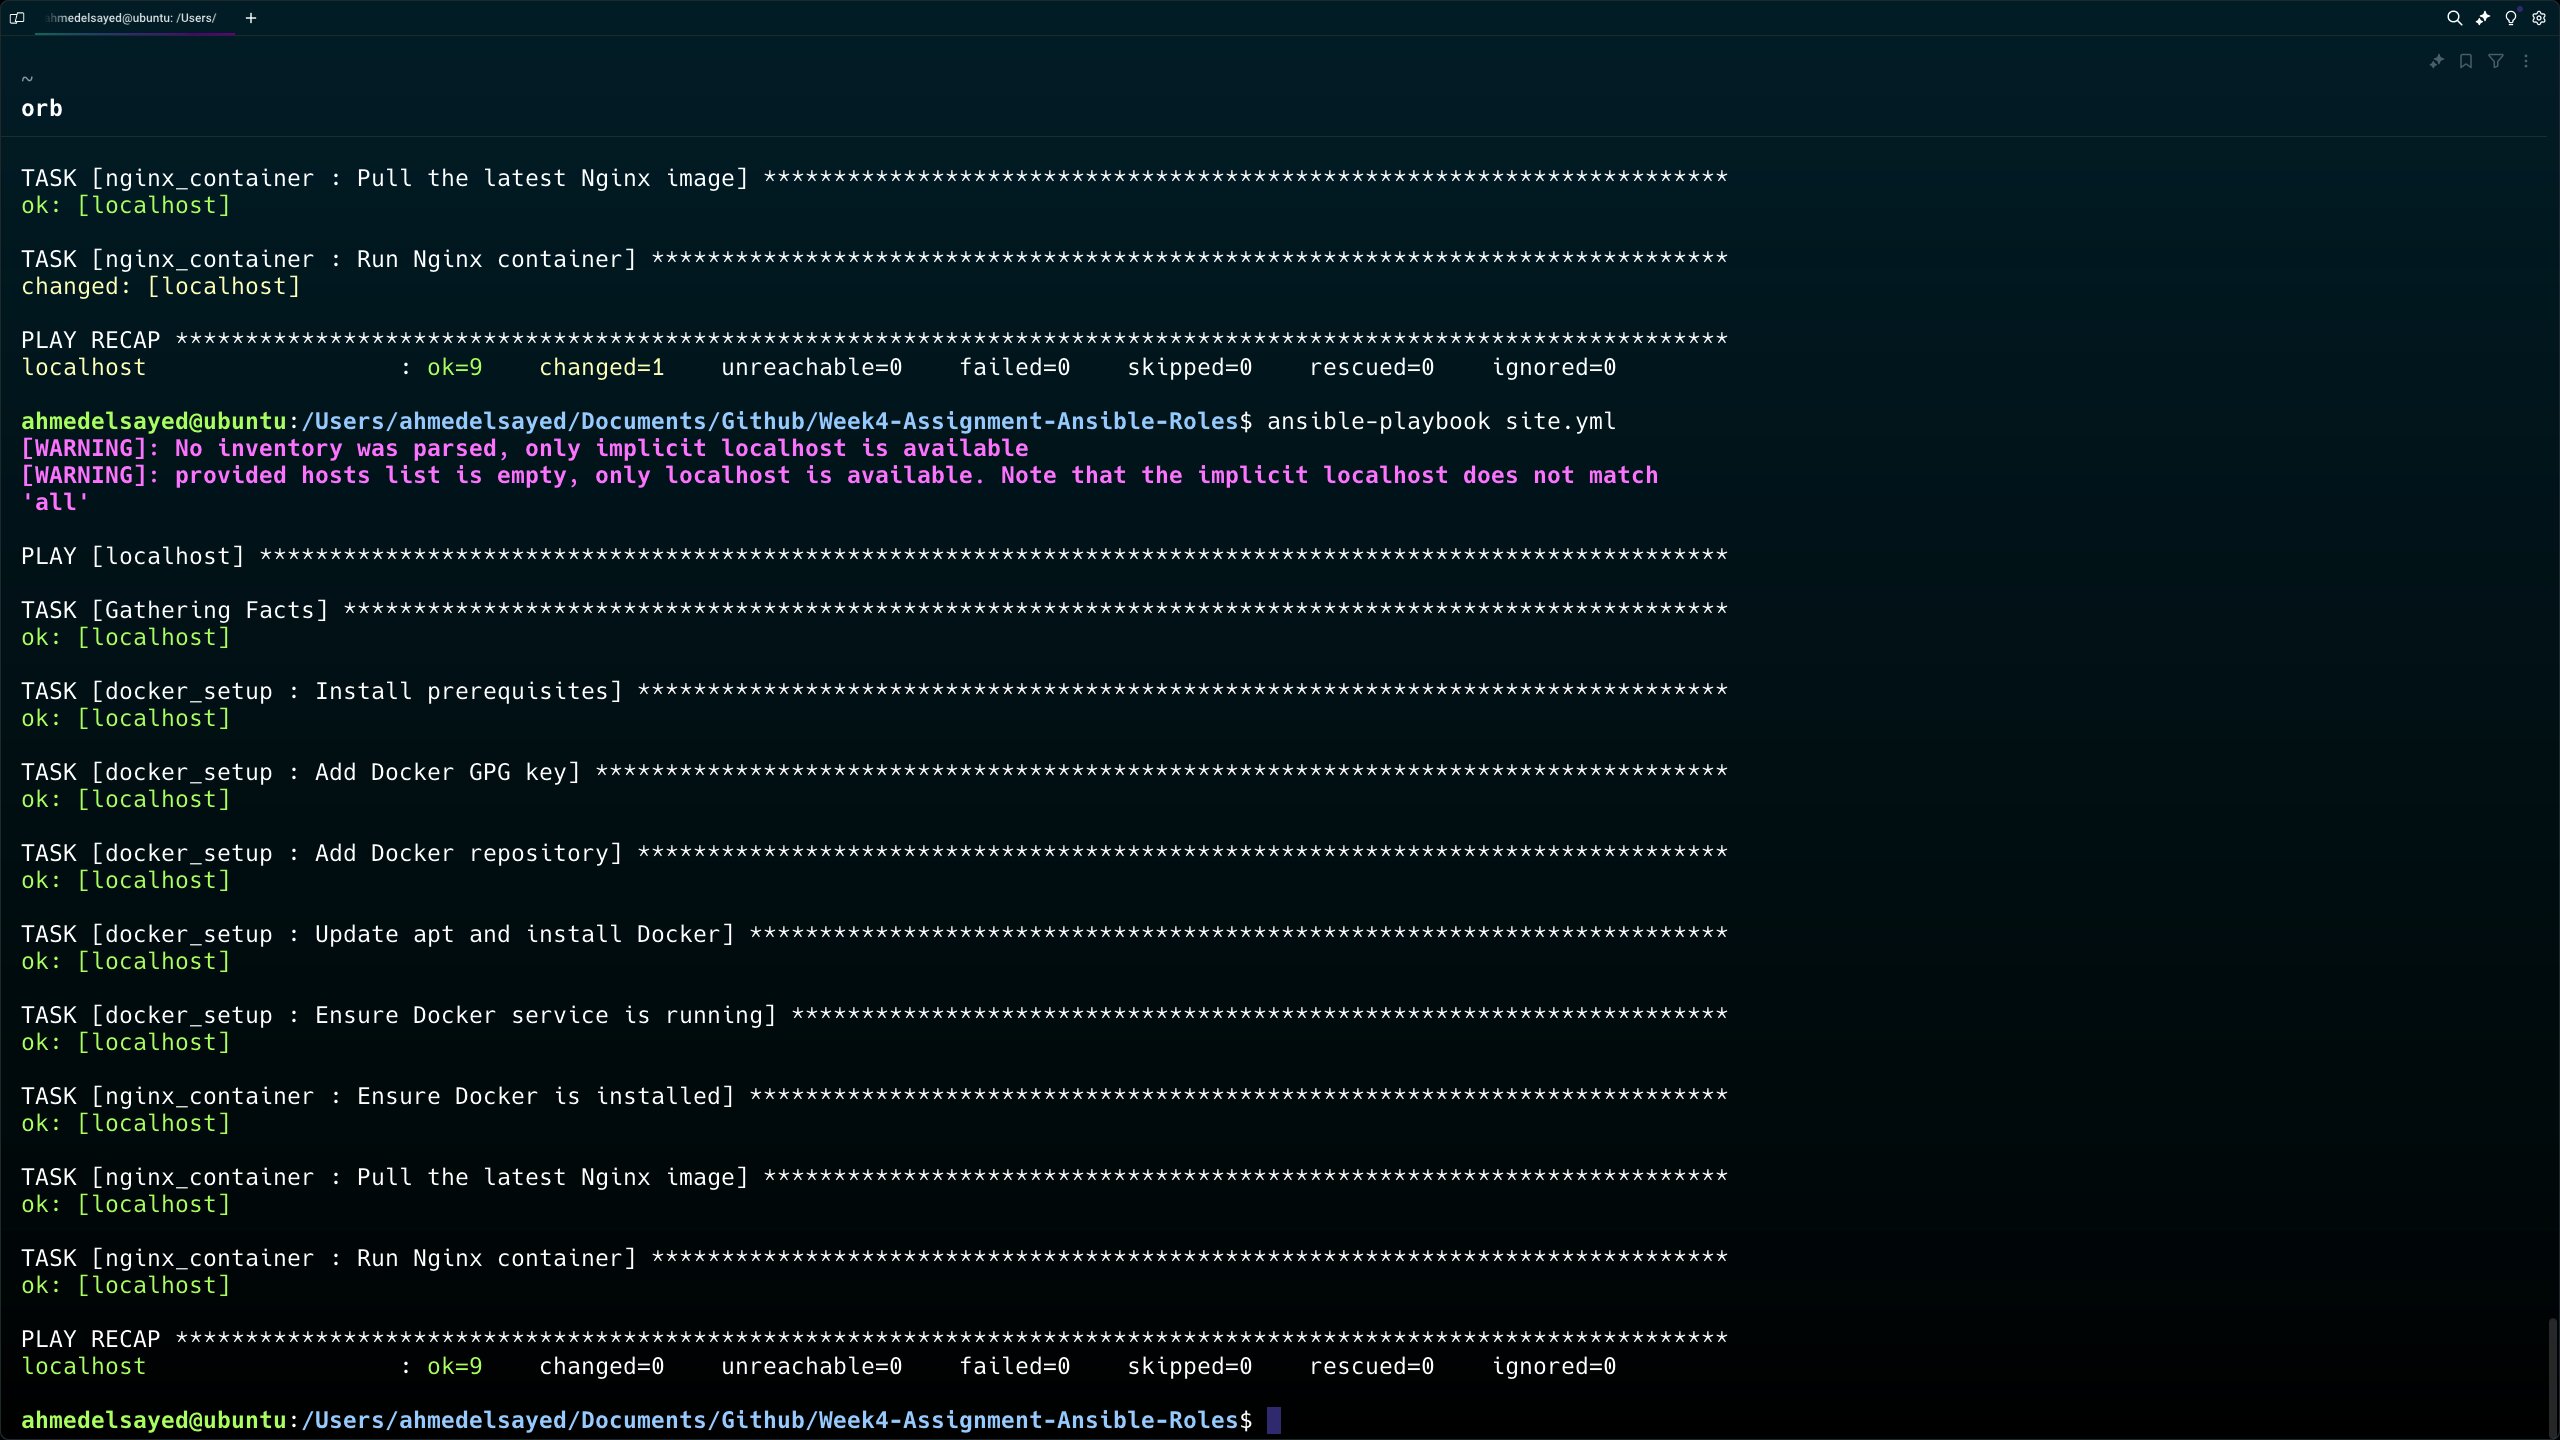 ahmedelsayed@ubuntu: /Users/
~
orb
TASK [nginx_container : Pull the latest Nginx image] *********************************************************************
ok: [localhost]
TASK [nginx_container : Run Nginx container] *****************************************************************************
changed: [localhost]
PLAY RECAP ***************************************************************************************************************
localhost                  : ok=9    changed=1    unreachable=0    failed=0    skipped=0    rescued=0    ignored=0
ahmedelsayed@ubuntu:/Users/ahmedelsayed/Documents/Github/Week4-Assignment-Ansible-Roles$ ansible-playbook site.yml
[WARNING]: No inventory was parsed, only implicit localhost is available
[WARNING]: provided hosts list is empty, only localhost is available. Note that the implicit localhost does not match
'all'
PLAY [localhost] *********************************************************************************************************
TASK [Gathering Facts] ***************************************************************************************************
ok: [localhost]
TASK [docker_setup : Install prerequisites] ******************************************************************************
ok: [localhost]
TASK [docker_setup : Add Docker GPG key] *********************************************************************************
ok: [localhost]
TASK [docker_setup : Add Docker repository] ******************************************************************************
ok: [localhost]
TASK [docker_setup : Update apt and install Docker] **********************************************************************
ok: [localhost]
TASK [docker_setup : Ensure Docker service is running] *******************************************************************
ok: [localhost]
TASK [nginx_container : Ensure Docker is installed] **********************************************************************
ok: [localhost]
TASK [nginx_container : Pull the latest Nginx image] *********************************************************************
ok: [localhost]
TASK [nginx_container : Run Nginx container] *****************************************************************************
ok: [localhost]
PLAY RECAP ***************************************************************************************************************
localhost                  : ok=9    changed=0    unreachable=0    failed=0    skipped=0    rescued=0    ignored=0
ahmedelsayed@ubuntu:/Users/ahmedelsayed/Documents/Github/Week4-Assignment-Ansible-Roles$